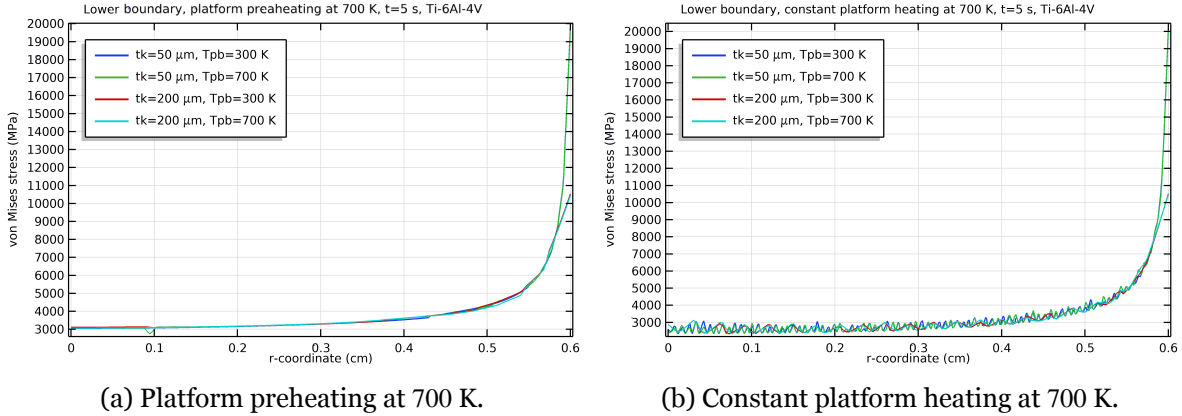 Lower boundary, platform preaheating at 700 K, t=5 s, Ti-6Al-4V
20000
19000
18000
17000
16000
15000
14000
13000
12000
11000
10000
9000
8000
7000
6000
5000
4000
3000
von Mises stress (MPa)
tk=50 μm, Tpb=300 K
tk=50 μm, Tpb=700 K
tk=200 μm, Tpb=300 K
tk=200 μm, Tpb=700 K
0 0.1 0.2 0.3 0.4 0.5 0.6
r-coordinate (cm)
(a) Platform preheating at 700 K.
Lower boundary, constant platform heating at 700 K, t=5 s, Ti-6Al-4V
20000
19000
18000
17000
16000
15000
14000
13000
12000
11000
10000
9000
8000
7000
6000
5000
4000
3000
von Mises stress (MPa)
tk=50 μm, Tpb=300 K
tk=50 μm, Tpb=700 K
tk=200 μm, Tpb=300 K
tk=200 μm, Tpb=700 K
0 0.1 0.2 0.3 0.4 0.5 0.6
r-coordinate (cm)
(b) Constant platform heating at 700 K.